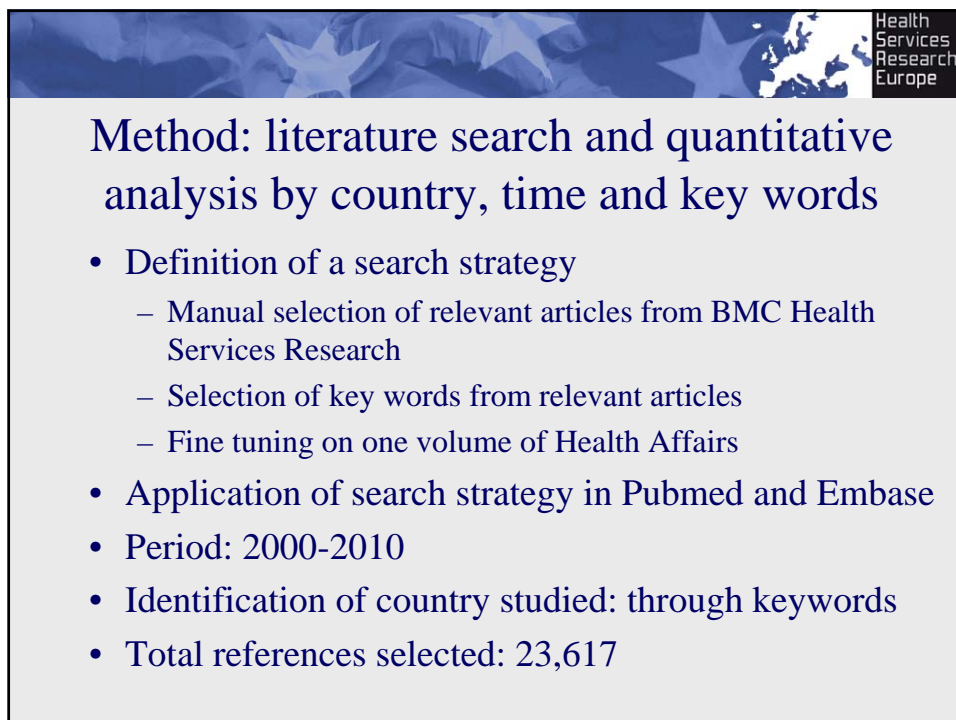 Health
Services
Research
Europe
Method: literature search and quantitative
analysis by country, time and key words
• Definition of a search strategy
– Manual selection of relevant articles from BMC Health
Services Research
– Selection of key words from relevant articles
– Fine tuning on one volume of Health Affairs
• Application of search strategy in Pubmed and Embase
• Period: 2000-2010
• Identification of country studied: through keywords
• Total references selected: 23,617